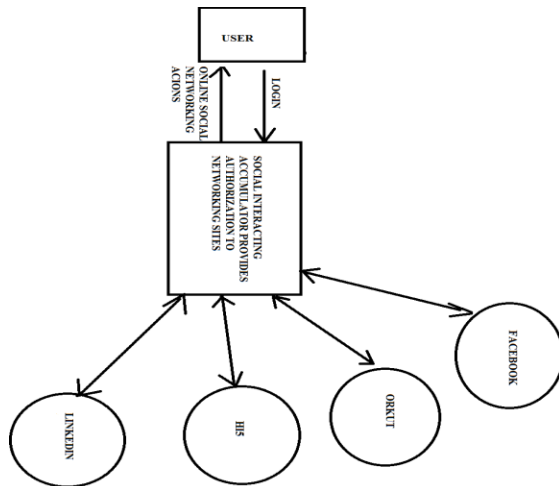 USER
ONLINE SOCIAL
NETWORKING
ACIONS
LOGIN
SOCIAL INTERACTING
ACCUMULATOR PROVIDES
AUTHORIZATION TO
NETWORKING SITES
FACEBOOK
ORKUT
HI5
LINKEDIN